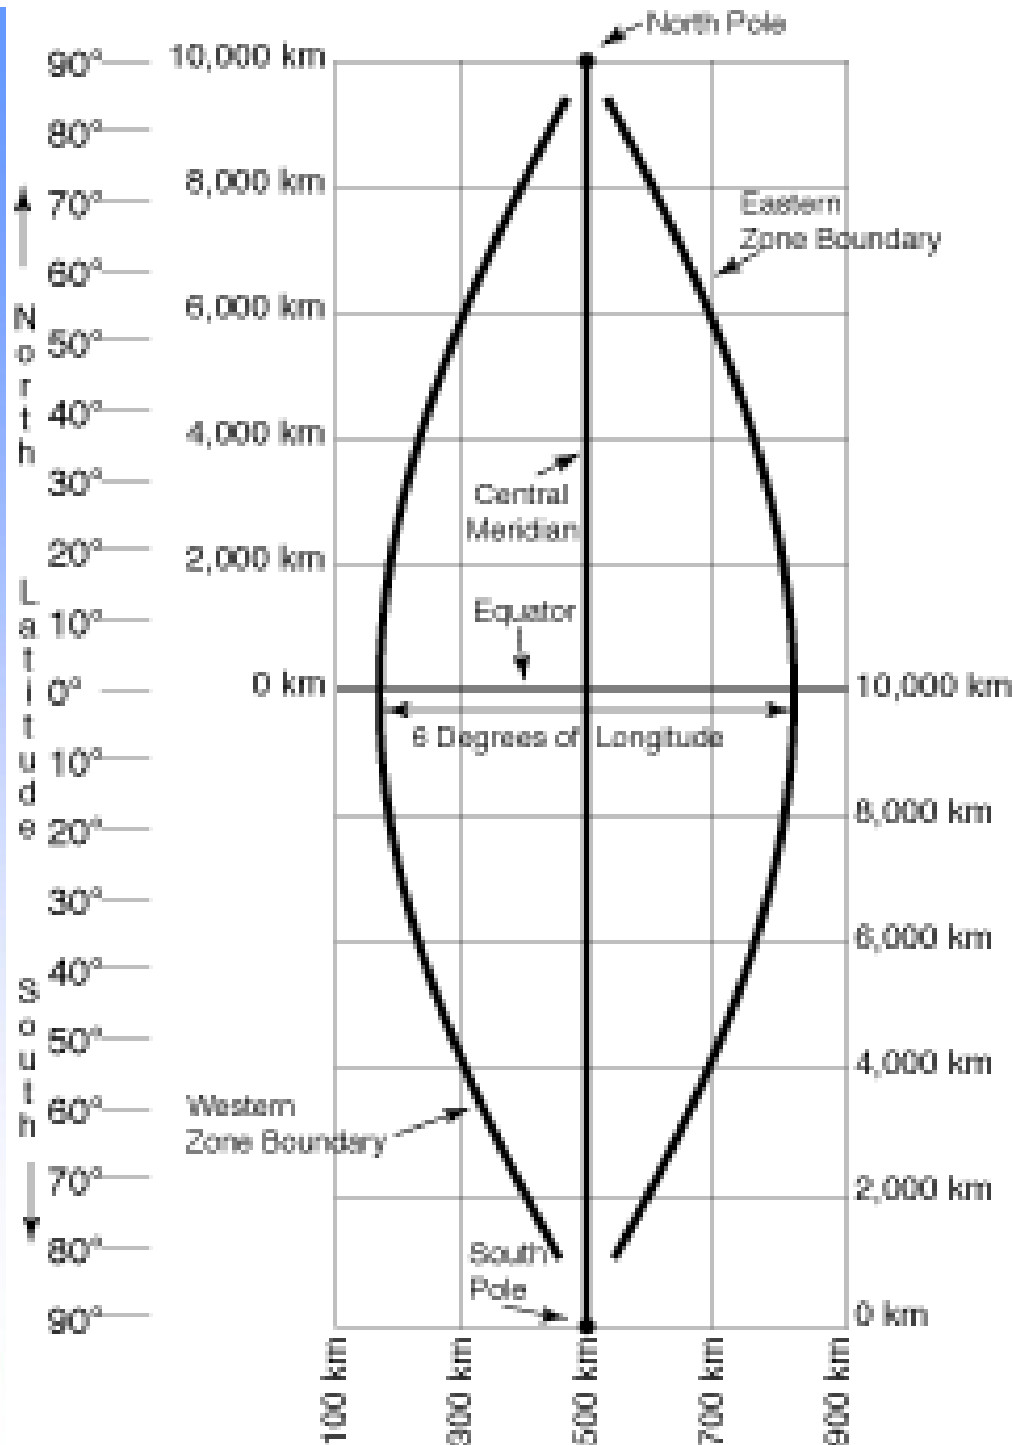 North Pole
90° 10,000 km
80°
8,000 km
70°
Eastern
Zone Boundary
60°
6,000 km
50°
40°
4,000 km
30°
Central
Meridian
20°
2,000 km
10°
Equator
0° 0 km 10,000 km
6 Degrees of Longitude
10°
20°
8,000 km
30°
40°
6,000 km
50°
4,000 km
60°
Western
Zone Boundary
70°
2,000 km
80°
South
Pole
90°
0 km
100 km
300 km
500 km
700 km
900 km
North
Latitude
South